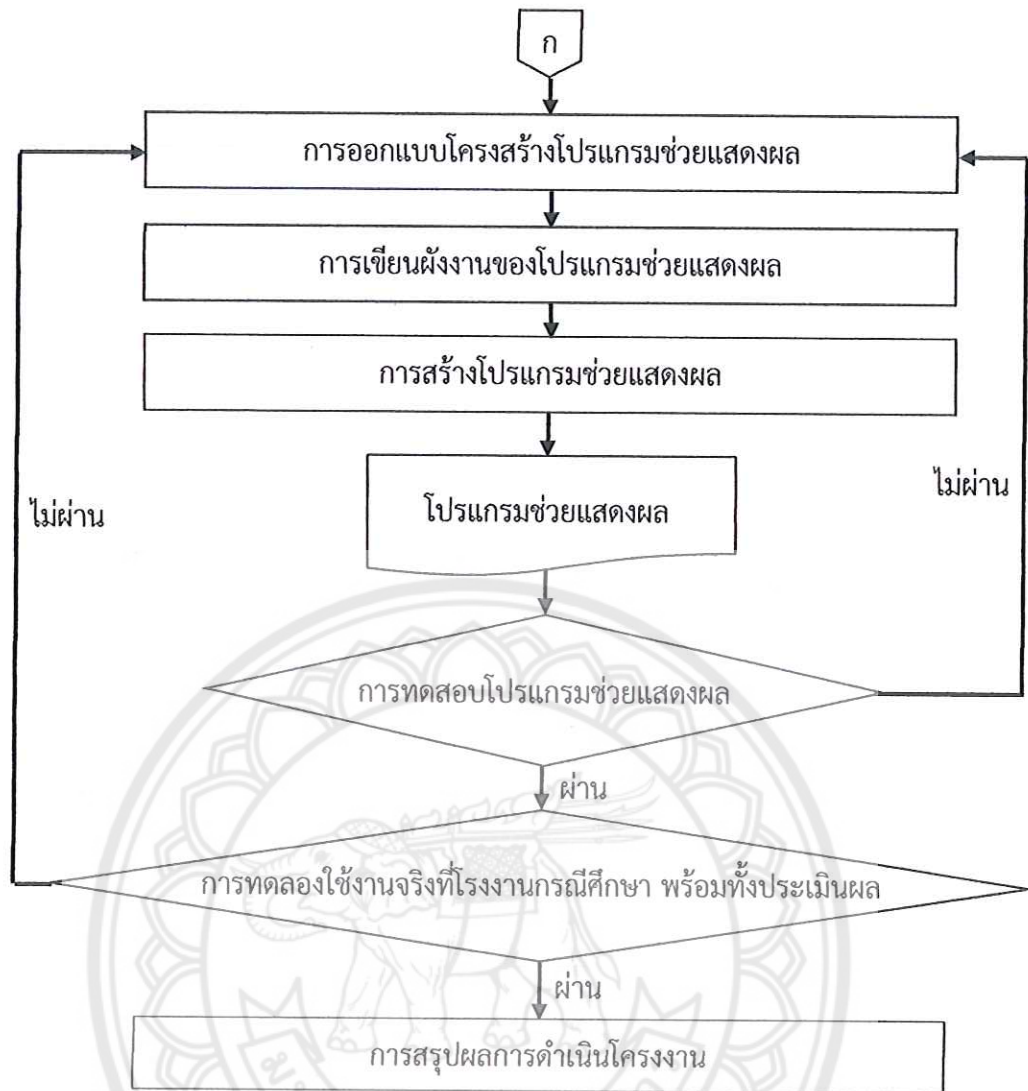 ก
การออกแบบโครงสร้างโปรแกรมช่วยแสดงผล
การเขียนผังงานของโปรแกรมช่วยแสดงผล
การสร้างโปรแกรมช่วยแสดงผล
ไม่ผ่าน
โปรแกรมช่วยแสดงผล
ไม่ผ่าน
การทดสอบโปรแกรมช่วยแสดงผล
ผ่าน
การทดลองใช้งานจริงที่โรงงานกรณีศึกษา พร้อมทั้งประเมินผล
ผ่าน
การสรุปผลการดำเนินโครงงาน